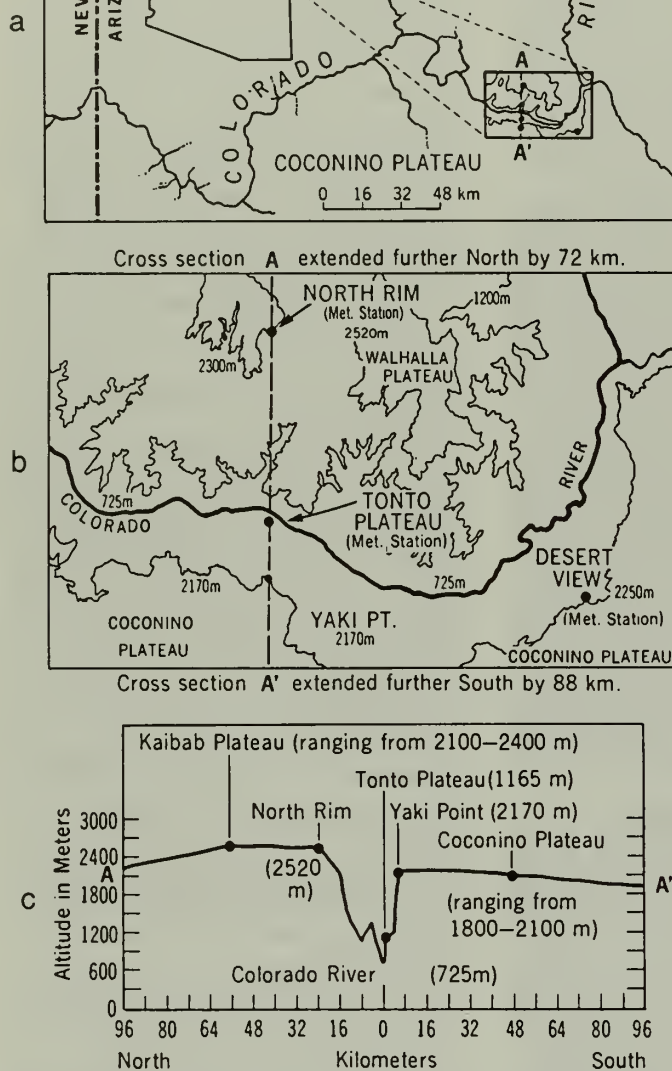 a
NEV
ARIZ
COLORADO
RI
A
A'
COCONINO PLATEAU
0 16 32 48 km
Cross section A extended further North by 72 km.
b
NORTH RIM
(Met. Station)
2520m
1200m
2300m
WALHALLA
PLATEAU
RIVER
725m
COLORADO
TONTO
PLATEAU
(Met. Station)
725m
DESERT
VIEW
2250m
(Met. Station)
2170m
YAKI PT.
2170m
COCONINO
PLATEAU
COCONINO PLATEAU
Cross section A' extended further South by 88 km.
c
Kaibab Plateau (ranging from 2100–2400 m)
Tonto Plateau (1165 m)
North Rim
Yaki Point (2170 m)
(2520
m)
Coconino Plateau
(ranging from
1800–2100 m)
Colorado River (725m)
Altitude in Meters
3000
2400
A
A'
1800
1200
600
0
96 80 64 48 32 16 0 16 32 48 64 80 96
North Kilometers South